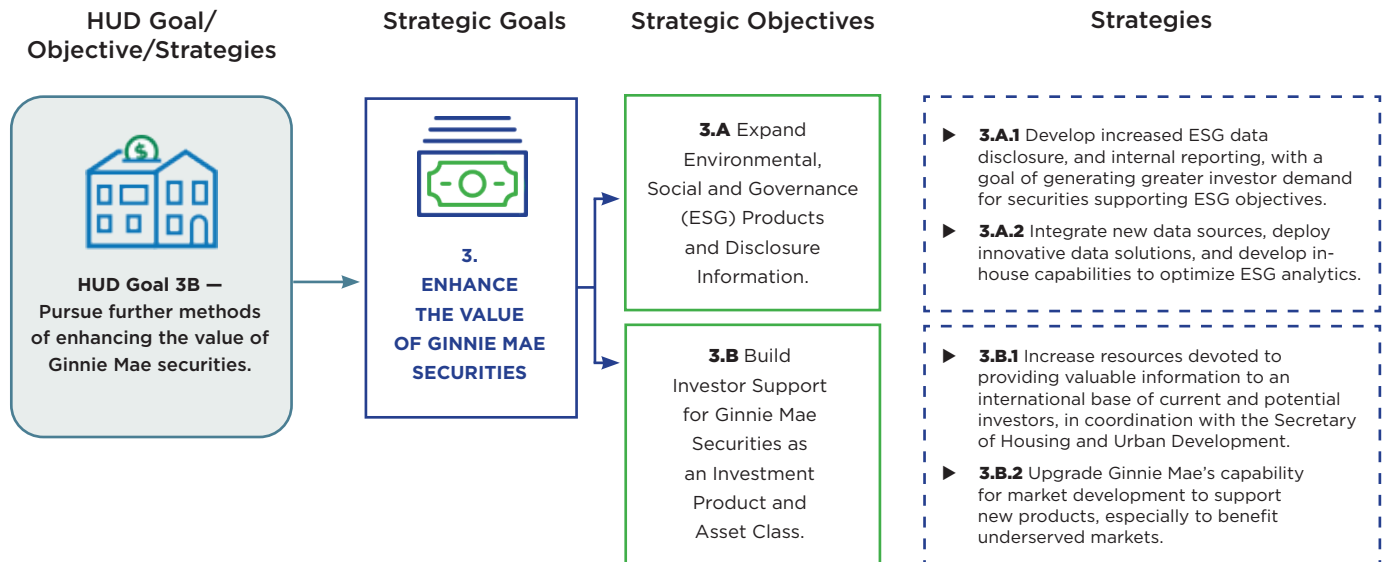 HUD Goal/
Objective/Strategies
Strategic Goals
Strategic Objectives
Strategies
$
HUD Goal 3B —
Pursue further methods
of enhancing the value of
Ginnie Mae securities.
3.
ENHANCE
THE VALUE
OF GINNIE MAE
SECURITIES
3.A Expand
Environmental,
Social and Governance
(ESG) Products
and Disclosure
Information.
3.B Build
Investor Support
for Ginnie Mae
Securities as
an Investment
Product and
Asset Class.
► 3.A.1 Develop increased ESG data
disclosure, and internal reporting, with a
goal of generating greater investor demand
for securities supporting ESG objectives.
► 3.A.2 Integrate new data sources, deploy
innovative data solutions, and develop in-
house capabilities to optimize ESG analytics.
► 3.B.1 Increase resources devoted to
providing valuable information to an
international base of current and potential
investors, in coordination with the Secretary
of Housing and Urban Development.
► 3.B.2 Upgrade Ginnie Mae’s capability
for market development to support
new products, especially to benefit
underserved markets.